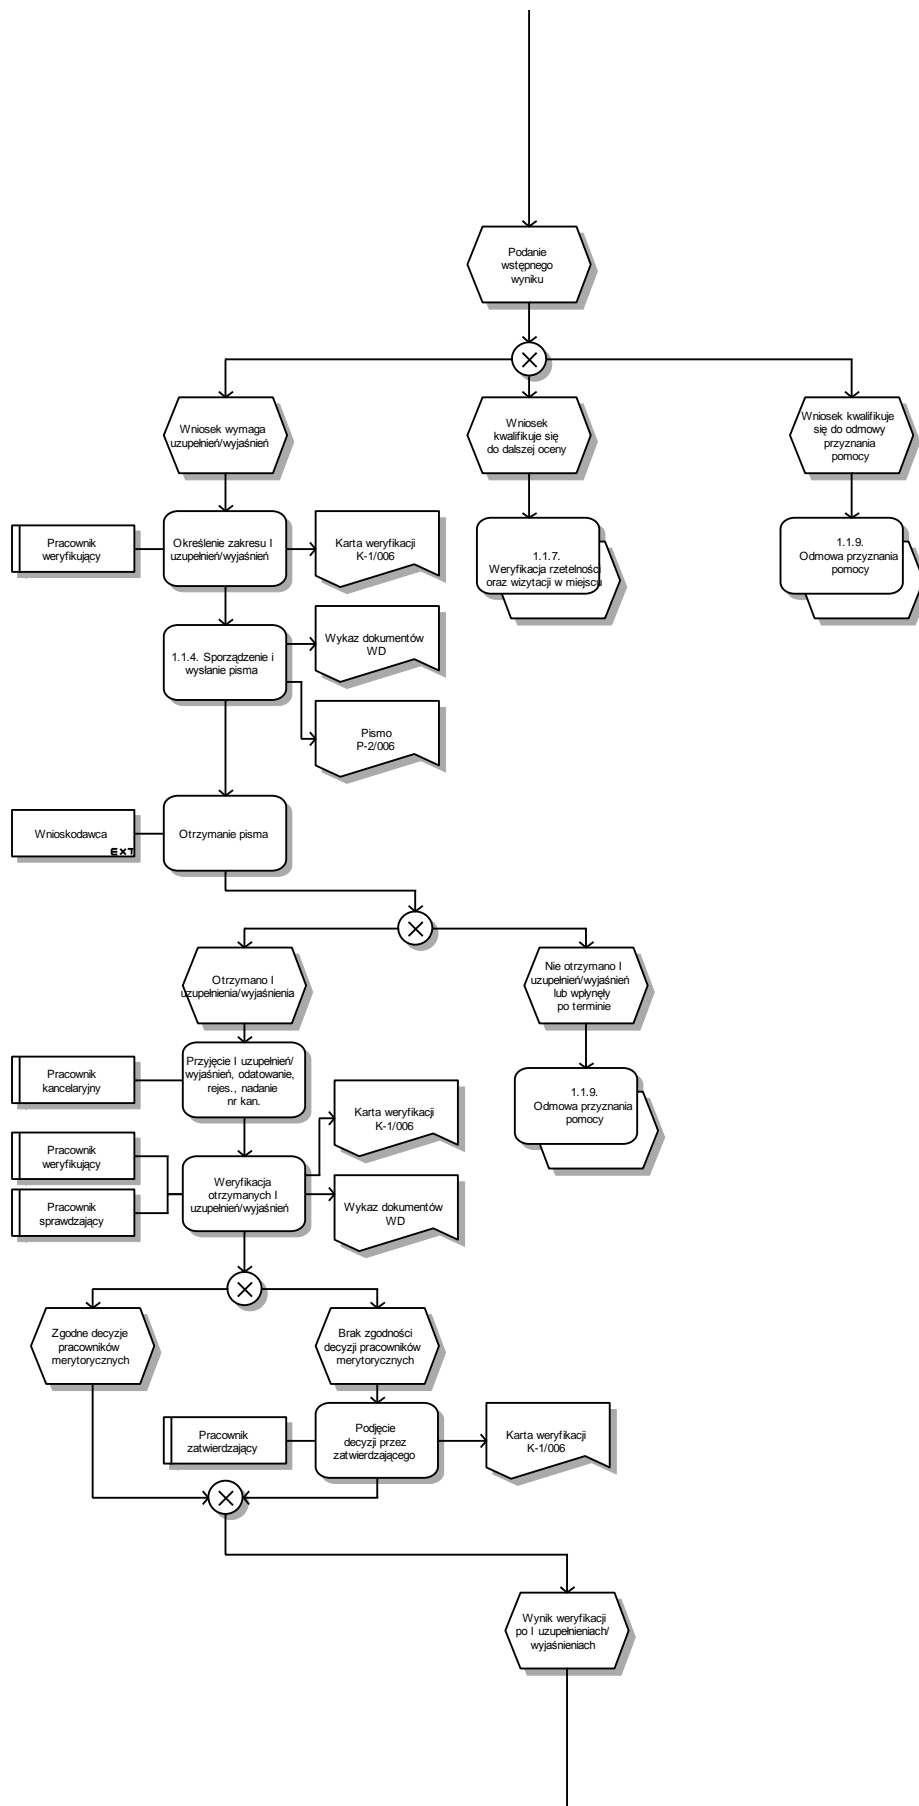 Podanie
wstępnego
wyniku
Wniosek wymaga
uzupełnień/wyjaśnień
Wniosek
kwalifikuje się
do dalszej oceny
Wniosek kwalifikuje
się do odmowy
przyznania
pomocy
Pracownik
weryfikujący
Określenie zakresu I
uzupełnień/wyjaśnień
Karta weryfikacji
K-1/006
1.1.7.
Weryfikacja rzetelności
oraz wizytacji w miejscu
1.1.9.
Odmowa przyznania
pomocy
1.1.4. Sporządzenie i
wysłanie pisma
Wykaz dokumentów
WD
Pismo
P-2/006
Wnioskodawca
EXT
Otrzymanie pisma
Otrzymano I
uzupełnienia/wyjaśnienia
Nie otrzymano I
uzupełnień/wyjaśnień
lub wpłynęły
po terminie
Pracownik
kancelaryjny
Przyjęcie I uzupełnień/
wyjaśnień, odatowanie,
rejes., nadanie
nr kan.
Karta weryfikacji
K-1/006
1.1.9.
Odmowa przyznania
pomocy
Pracownik
weryfikujący
Pracownik
sprawdzający
Weryfikacja
otrzymanych I
uzupełnień/wyjaśnień
Wykaz dokumentów
WD
Zgodne decyzje
pracowników
merytorycznych
Brak zgodności
decyzji pracowników
merytorycznych
Pracownik
zatwierdzający
Podjęcie
decyzji przez
zatwierdzającego
Karta weryfikacji
K-1/006
Wynik weryfikacji
po I uzupełnieniach/
wyjaśnieniach